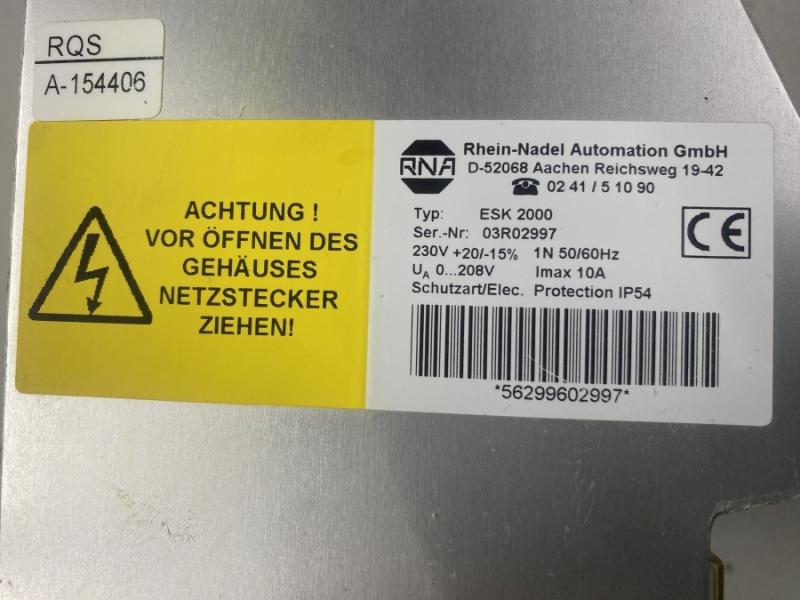 RQS
A-154406
ACHTUNG !
VOR ÖFFNEN DES
GEHÄUSES
NETZSTECKER
ZIEHEN!
RNA
Rhein-Nadel Automation GmbH
D-52068 Aachen Reichsweg 19-42
☎ 02 41 / 5 10 90
Typ: ESK 2000
Ser.-Nr: 03R02997
230V +20/-15% 1N 50/60Hz
UA 0...208V Imax 10A
Schutzart/Elec. Protection IP54
CE
*56299602997*